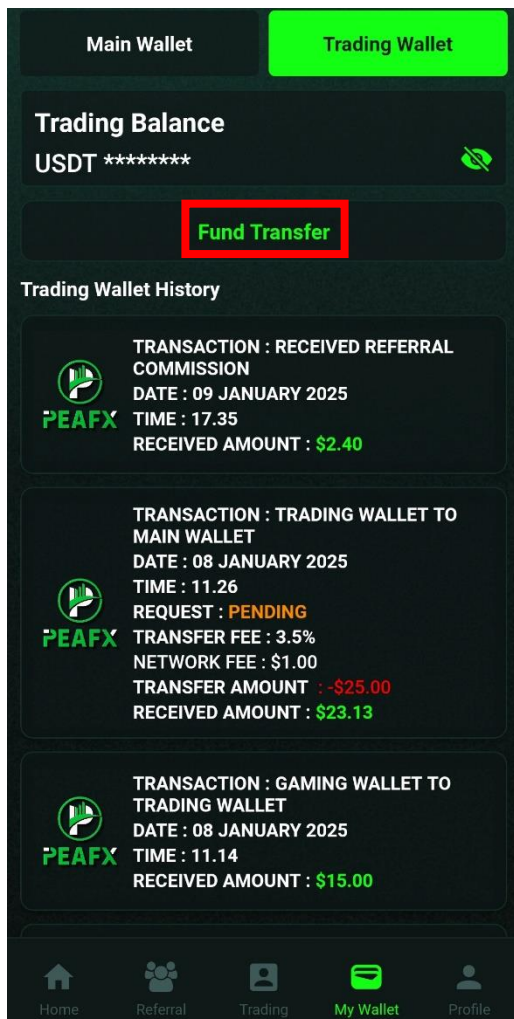 Main Wallet
Trading Wallet
Trading Balance
USDT ********
Fund Transfer
Trading Wallet History
TRANSACTION : RECEIVED REFERRAL
COMMISSION
DATE : 09 JANUARY 2025
TIME : 17.35
RECEIVED AMOUNT : $2.40
PEAFX
TRANSACTION : TRADING WALLET TO
MAIN WALLET
DATE : 08 JANUARY 2025
TIME : 11.26
REQUEST : PENDING
TRANSFER FEE : 3.5%
NETWORK FEE : $1.00
TRANSFER AMOUNT : -$25.00
RECEIVED AMOUNT : $23.13
PEAFX
TRANSACTION : GAMING WALLET TO
TRADING WALLET
DATE : 08 JANUARY 2025
TIME : 11.14
RECEIVED AMOUNT : $15.00
PEAFX
Home
Referral
Trading
My Wallet
Profile